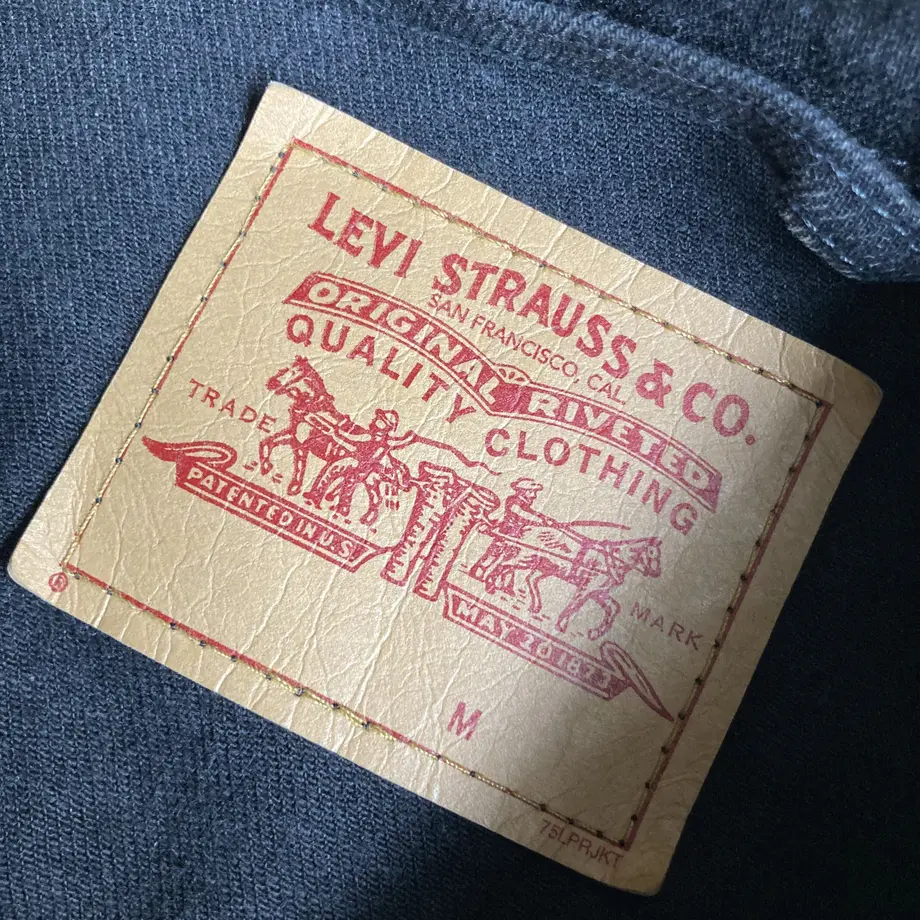 LEVI STRAUSS & CO.
SAN FRANCISCO, CAL
ORIGINAL RIVETED
QUALITY CLOTHING
TRADE MARK
PATENTED IN U.S.
MAY 20 1873
M
®
75LPRJKT